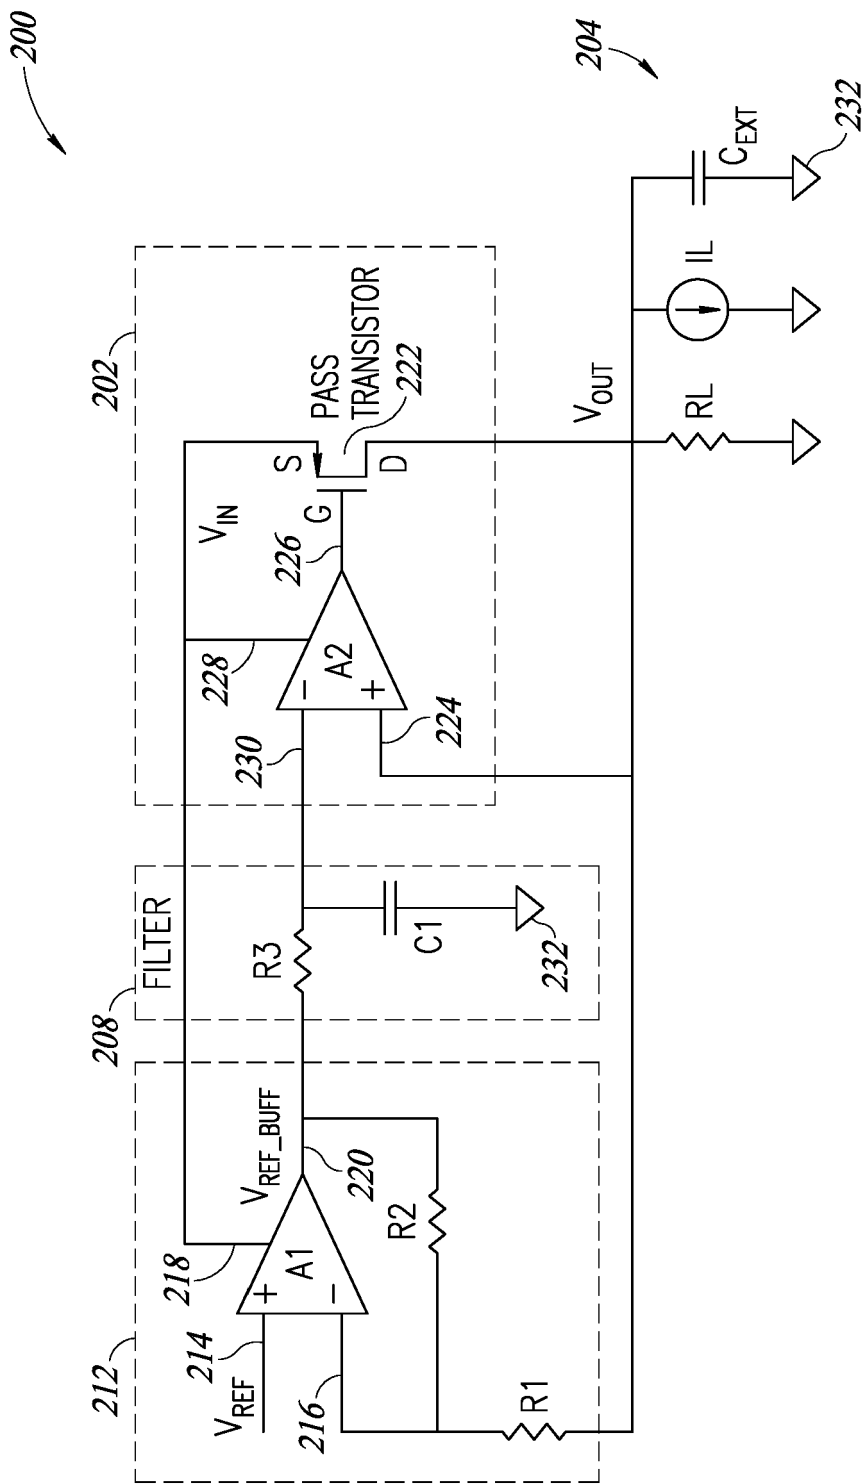 200
204
202
208
212
FILTER
V_IN
S
G
D
PASS
TRANSISTOR
222
226
228
A2
−
+
230
224
R3
C1
232
V_REF_BUFF
220
218
A1
+
−
214
V_REF
216
R2
R1
V_OUT
RL
IL
C_EXT
232